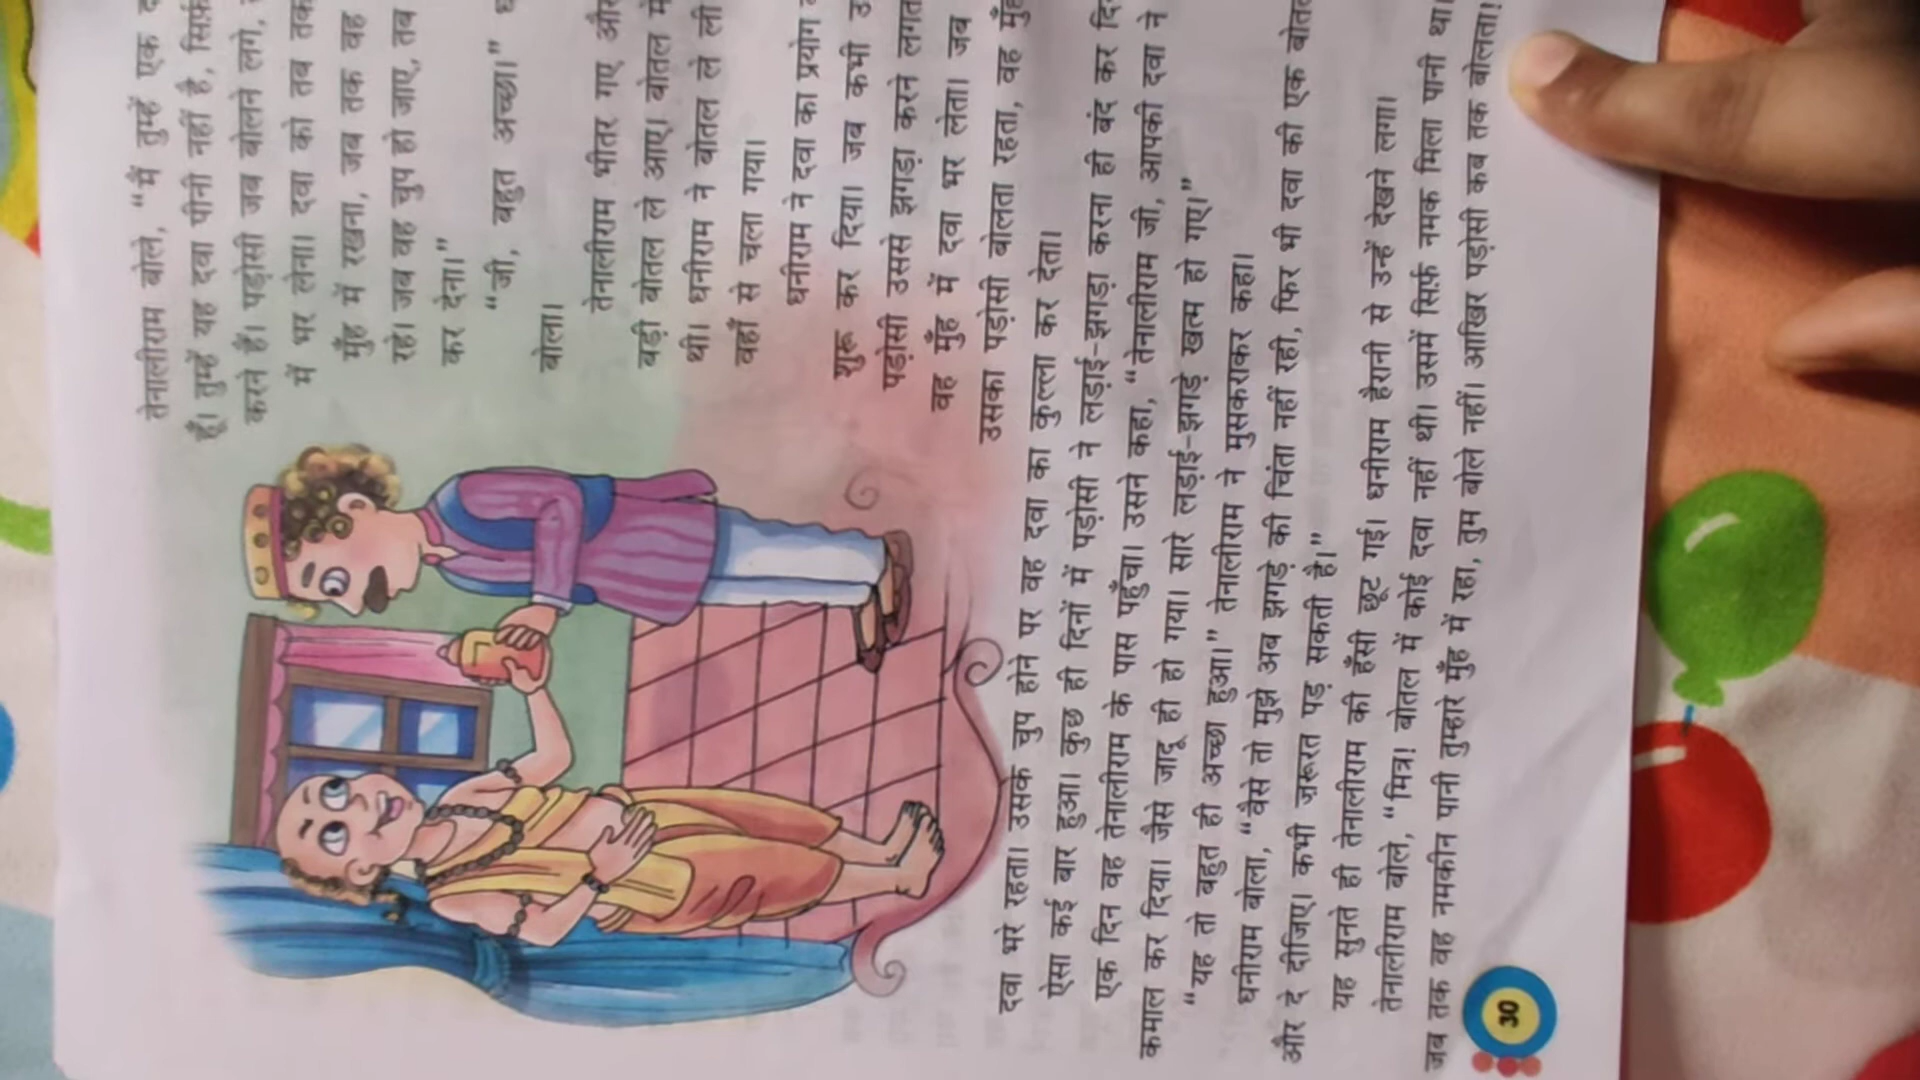 तेनालीराम बोले, “मैं तुम्हें एक
हूँ। तुम्हें यह दवा पीनी नहीं है, सिर्फ़
करने हैं। पड़ोसी जब बोलने लगे,
में भर लेना। दवा को तब तक
मुँह में रखना, जब तक वह
रहे। जब वह चुप हो जाए, तब
कर देना।”
“जी, बहुत अच्छा।”
बोला।
तेनालीराम भीतर गए और
बड़ी बोतल ले आए। बोतल में
थी। धनीराम ने बोतल ले ली
वहाँ से चला गया।
धनीराम ने दवा का प्रयोग
शुरू कर दिया। जब कभी
पड़ोसी उससे झगड़ा करने लगता
वह मुँह में दवा भर लेता। जब
उसका पड़ोसी बोलता रहता, वह मुँह
दवा भरे रहता। उसके चुप होने पर वह दवा का कुल्ला कर देता।
ऐसा कई बार हुआ। कुछ ही दिनों में पड़ोसी ने लड़ाई-झगड़ा करना ही बंद कर
एक दिन वह तेनालीराम के पास पहुँचा। उसने कहा, “तेनालीराम जी, आपकी दवा ने
कमाल कर दिया। जैसे जादू ही हो गया। सारे लड़ाई-झगड़े खत्म हो गए।”
“यह तो बहुत ही अच्छा हुआ।” तेनालीराम ने मुसकराकर कहा।
धनीराम बोला, “वैसे तो मुझे अब झगड़े की चिंता नहीं रही, फिर भी दवा की एक बोतल
और दे दीजिए। कभी जरूरत पड़ सकती है।”
यह सुनते ही तेनालीराम की हँसी छूट गई। धनीराम हैरानी से उन्हें देखने लगा।
तेनालीराम बोले, “मित्र! बोतल में कोई दवा नहीं थी। उसमें सिर्फ़ नमक मिला पानी था।
जब तक वह नमकीन पानी तुम्हारे मुँह में रहा, तुम बोले नहीं। आखिर पड़ोसी कब तक बोलता!
30